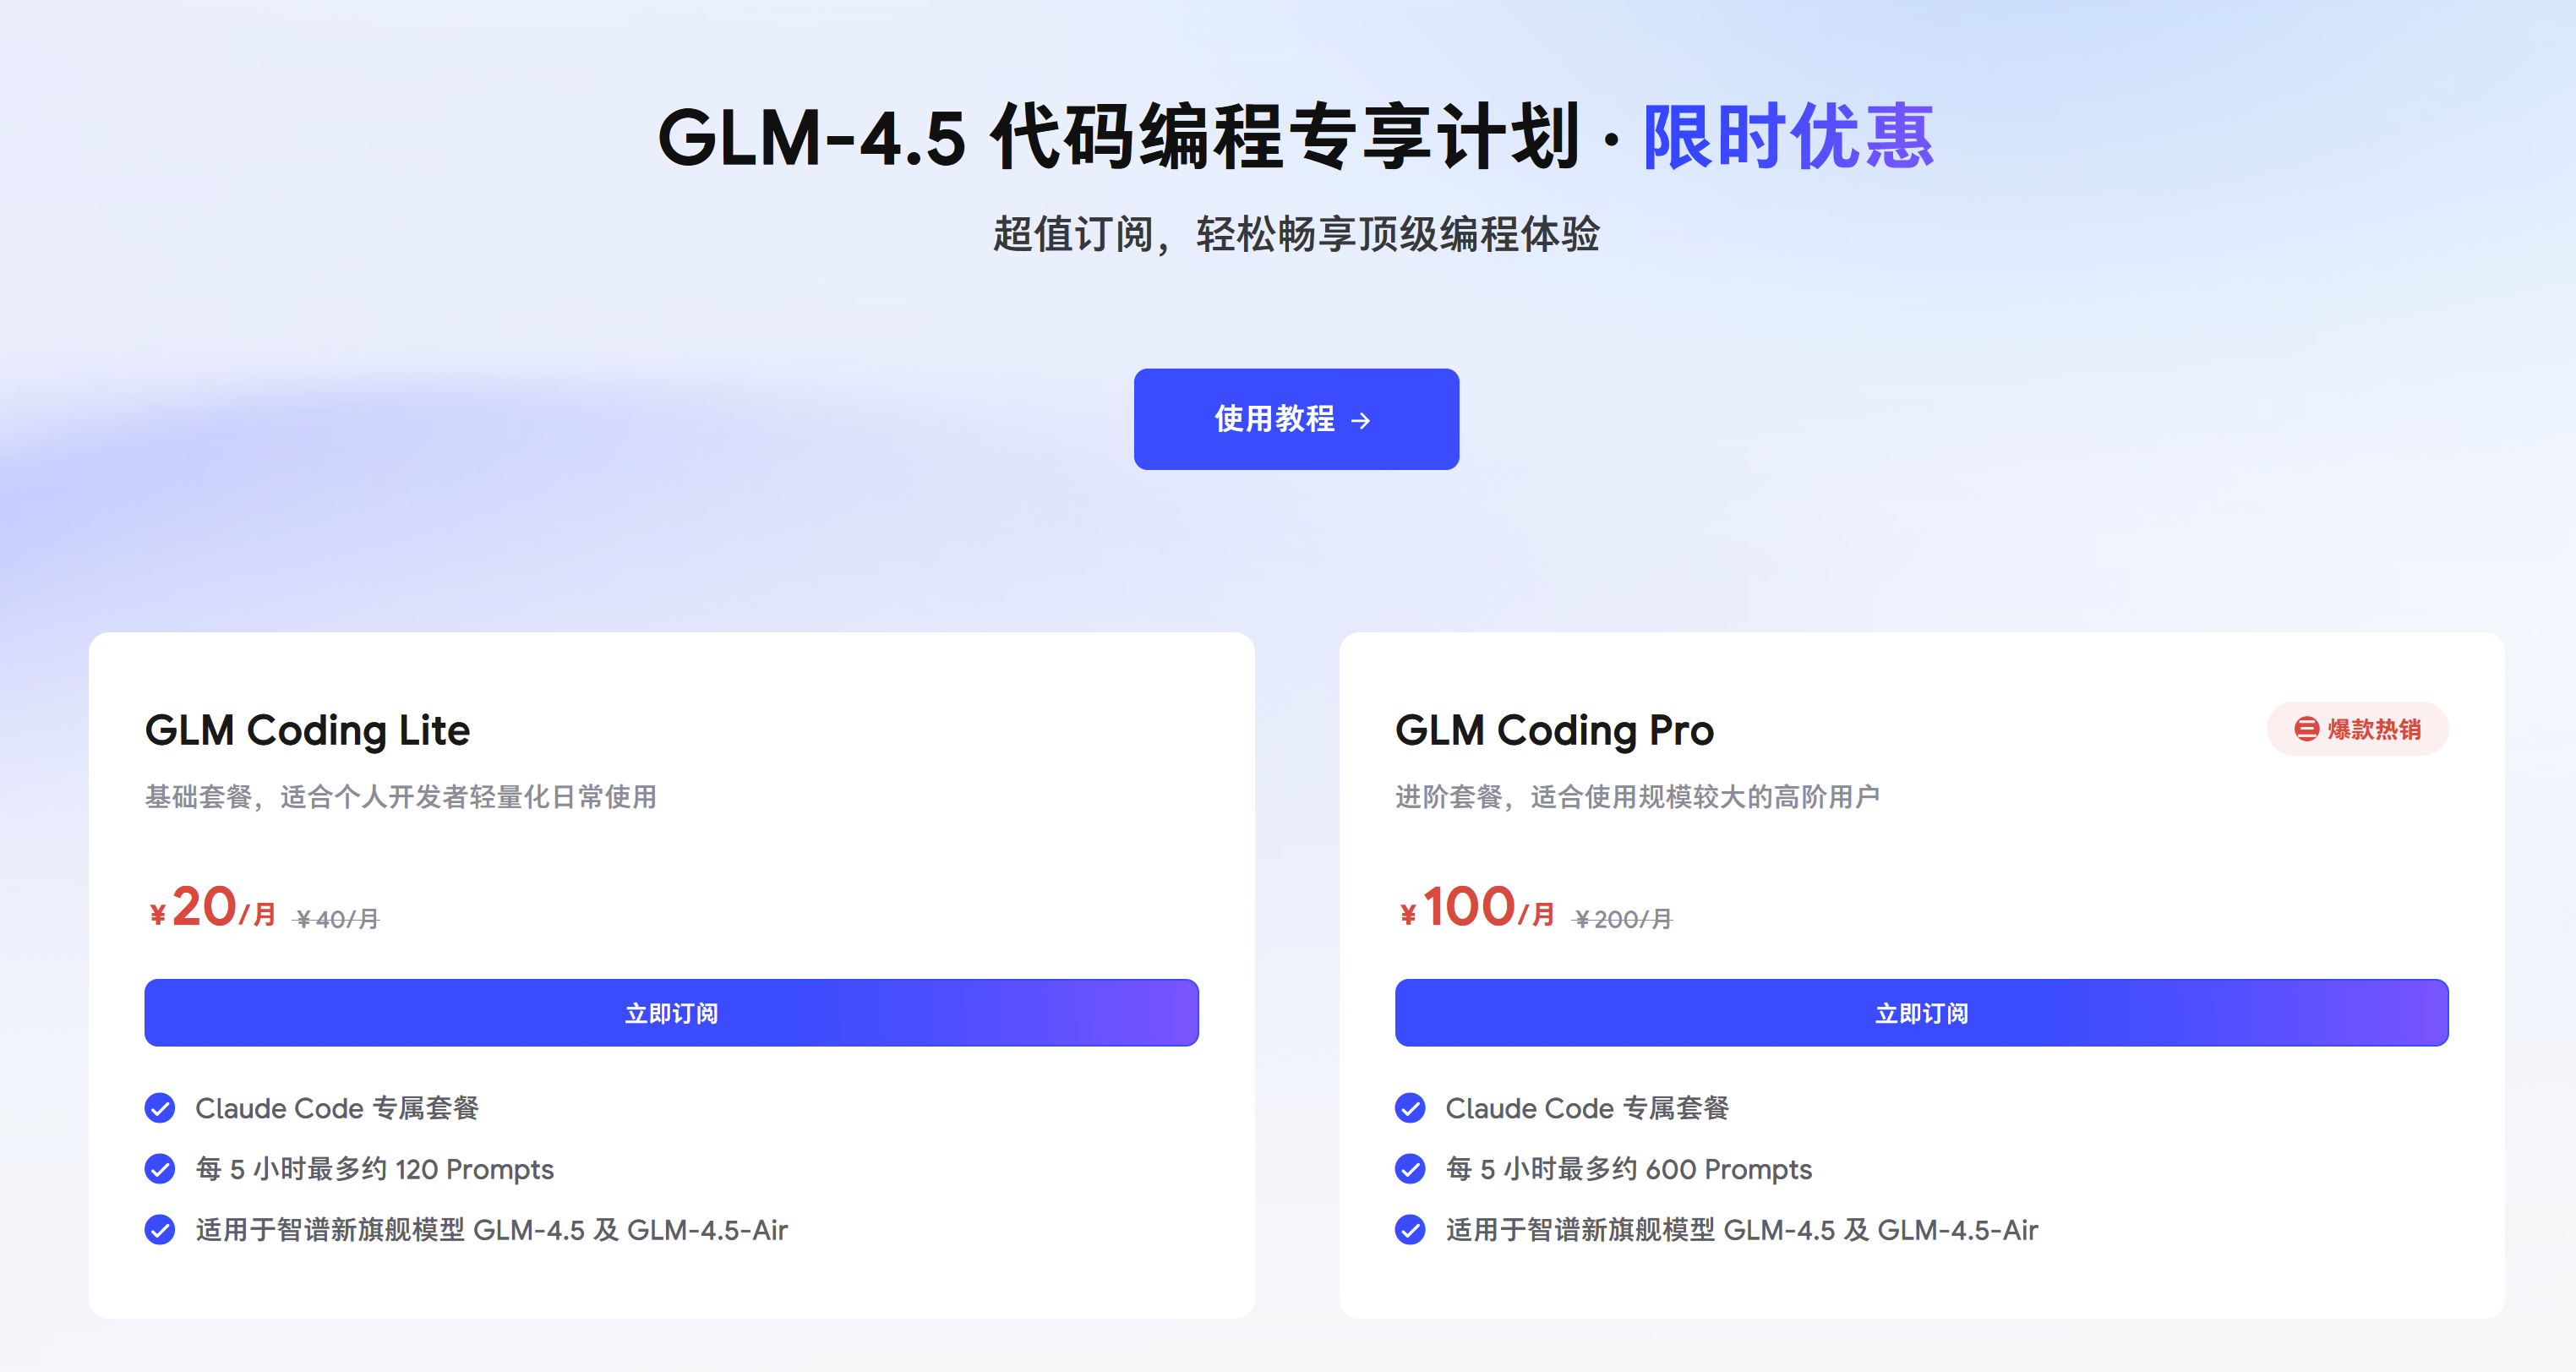 GLM-4.5 代码编程专享计划 · 限时优惠
超值订阅，轻松畅享顶级编程体验
使用教程 →
GLM Coding Lite
基础套餐，适合个人开发者轻量化日常使用
¥20/月 ¥40/月
立即订阅
Claude Code 专属套餐
每 5 小时最多约 120 Prompts
适用于智谱新旗舰模型 GLM-4.5 及 GLM-4.5-Air
GLM Coding Pro
爆款热销
进阶套餐，适合使用规模较大的高阶用户
¥100/月 ¥200/月
立即订阅
Claude Code 专属套餐
每 5 小时最多约 600 Prompts
适用于智谱新旗舰模型 GLM-4.5 及 GLM-4.5-Air